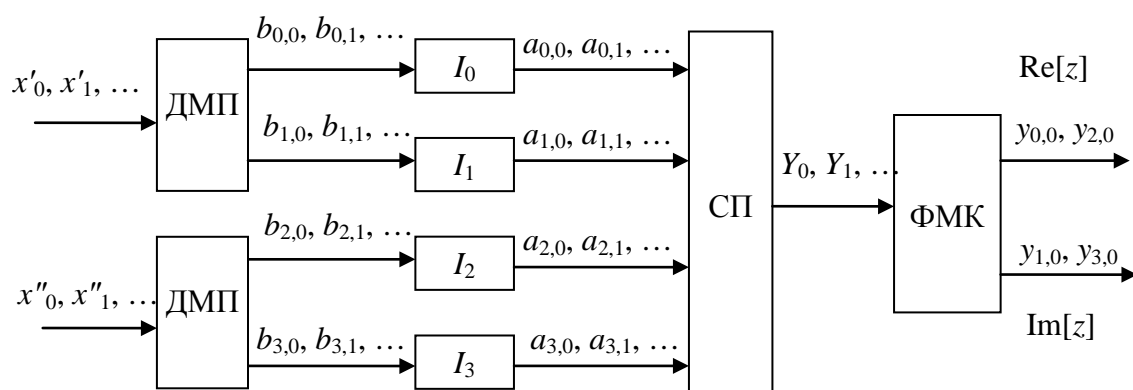 b₀,₀, b₀,₁, …
a₀,₀, a₀,₁, …
I₀
Re[z]
x′₀, x′₁, …
ДМП
b₁,₀, b₁,₁, …
a₁,₀, a₁,₁, …
I₁
y₀,₀, y₂,₀
Y₀, Y₁, …
СП
ФМК
b₂,₀, b₂,₁, …
a₂,₀, a₂,₁, …
I₂
y₁,₀, y₃,₀
x″₀, x″₁, …
ДМП
Im[z]
b₃,₀, b₃,₁, …
a₃,₀, a₃,₁, …
I₃